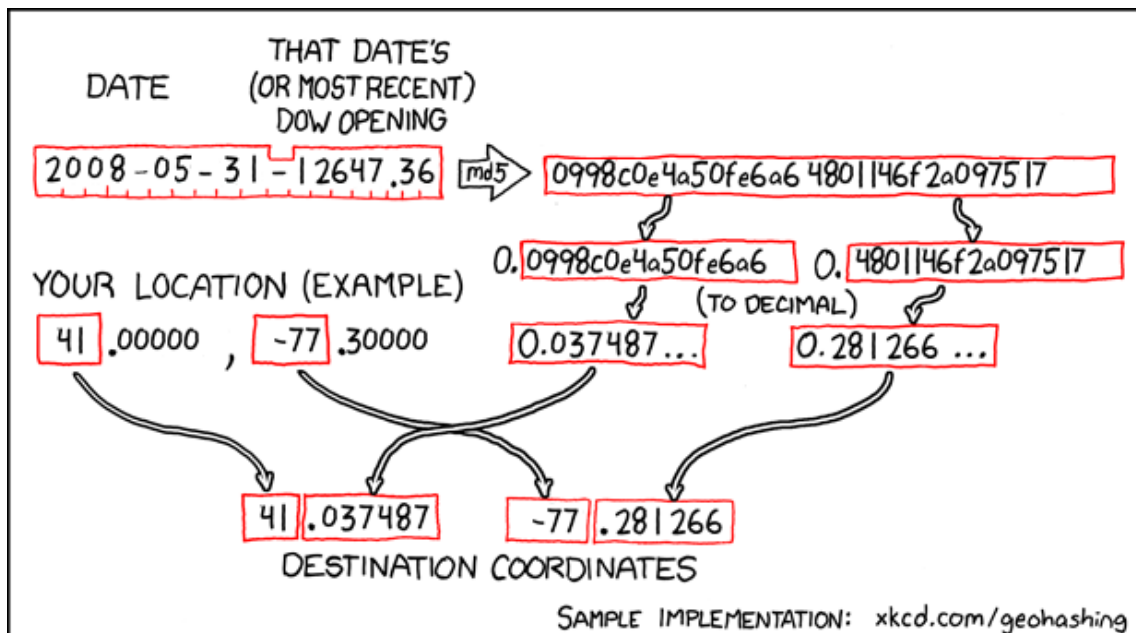 DATE
THAT DATE'S
(OR MOST RECENT)
DOW OPENING
2008-05-31-12647.36
md5
0998c0e4a50fe6a64801146f2a097517
0.0998c0e4a50fe6a6
0.4801146f2a097517
(TO DECIMAL)
0.037487...
0.281266...
YOUR LOCATION (EXAMPLE)
41.00000, -77.30000
41.037487 -77.281266
DESTINATION COORDINATES
SAMPLE IMPLEMENTATION: xkcd.com/geohashing